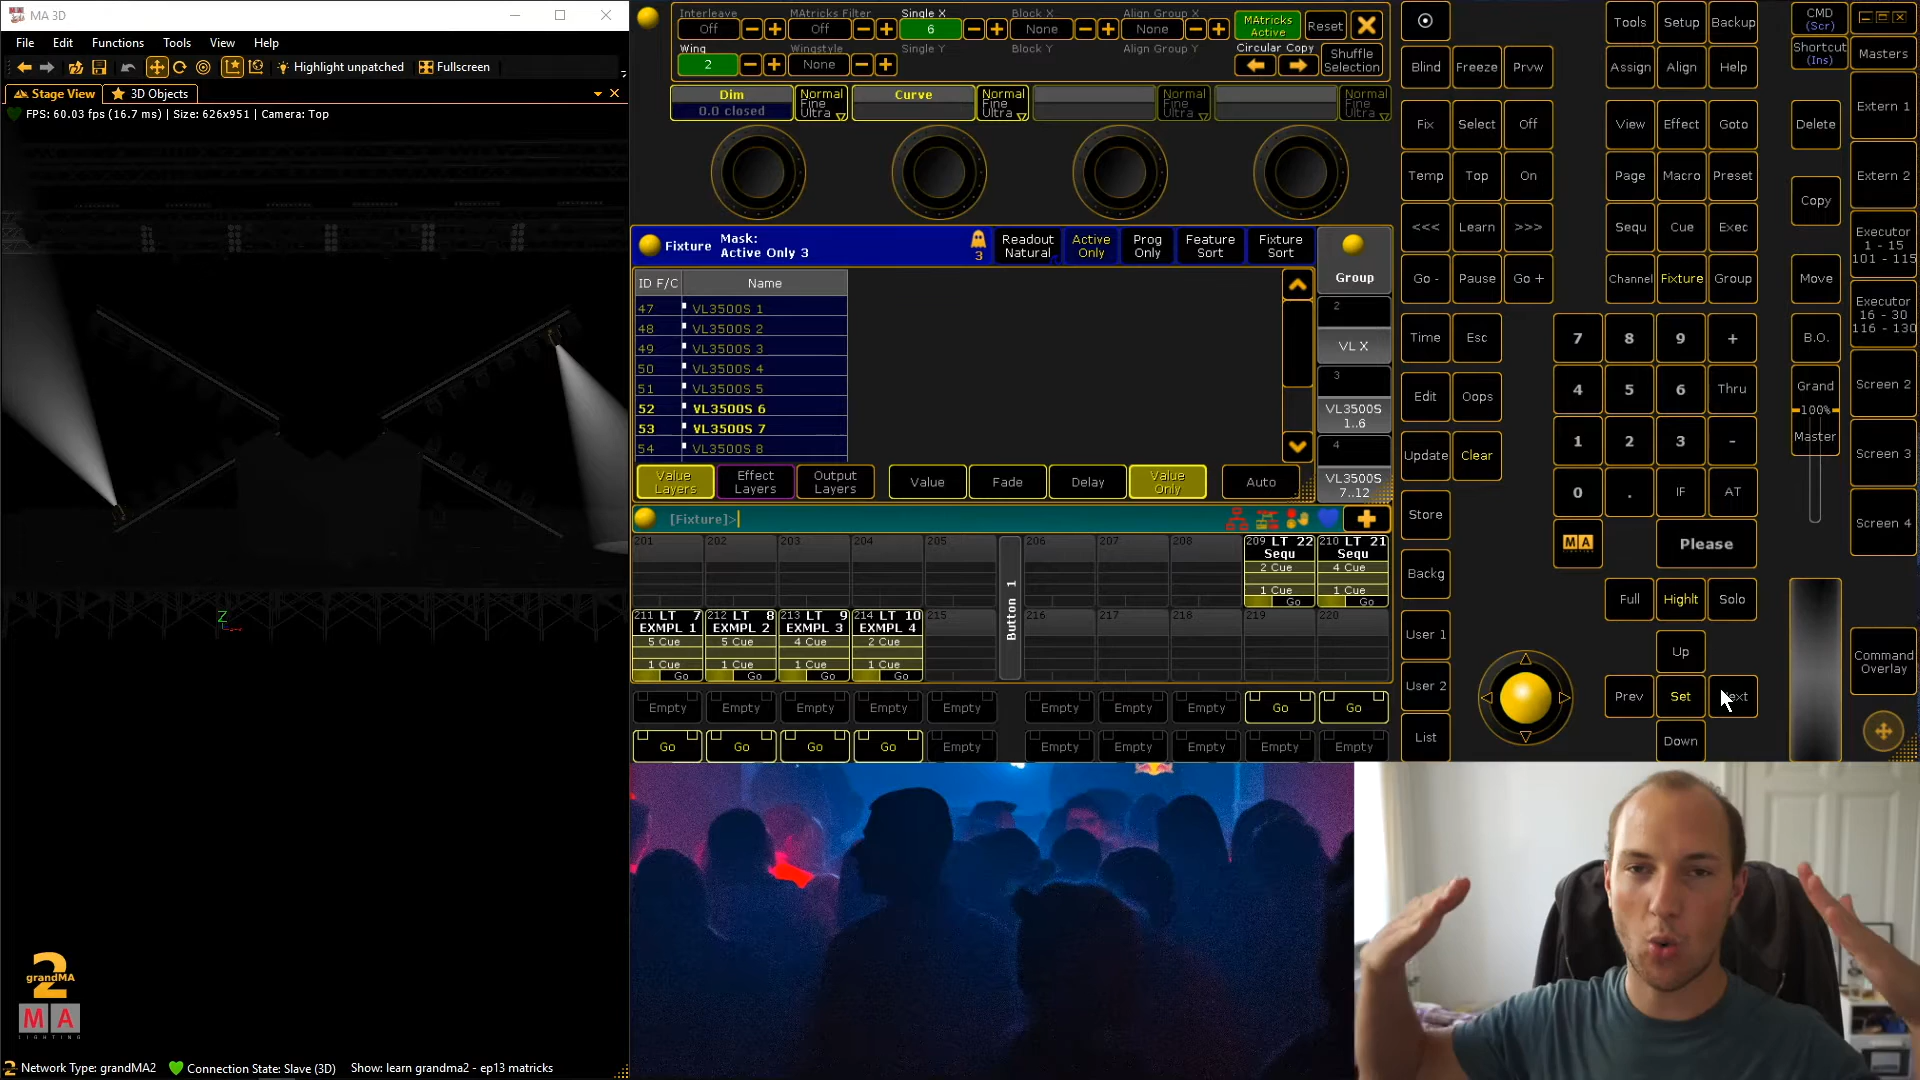 MA 3D
File Edit Functions Tools View Help
Highlight unpatched Fullscreen
Stage View 3D Objects
FPS: 60.03 fps (16.7 ms) | Size: 626x951 | Camera: Top
Z
grandMA
2
MA
LIGHTING
Network Type: grandMA2 Connection State: Slave (3D) Show: learn grandma2 - ep13 matricks
Interleave MAtricks Filter Single X Block X Align Group X
Off Off 6 None None
MAtricks Active Reset
Wing Wingstyle Single Y Block Y Align Group Y Circular Copy
2 None
Shuffle Selection
Dim
0.0 closed
Normal
Fine
Ultra
Curve
Normal
Fine
Ultra
Normal
Fine
Ultra
Normal
Fine
Ultra
Fixture Mask:
Active Only 3
3
Readout Natural
Active Only
Prog Only
Feature Sort
Fixture Sort
Group
ID F/C Name
47 VL3500S 1
48 VL3500S 2
49 VL3500S 3
50 VL3500S 4
51 VL3500S 5
52 VL3500S 6
53 VL3500S 7
54 VL3500S 8
2
VL X
3
VL3500S
1..6
4
VL3500S
7..12
Value Layers
Effect Layers
Output Layers
Value
Fade
Delay
Value Only
Auto
[Fixture]>
201 202 203 204 205 206 207 208
209 LT 22
Sequ
2 Cue
1 Cue
Go
210 LT 21
Sequ
4 Cue
1 Cue
Go
Button 1
211 LT 7
EXMPL 1
5 Cue
1 Cue
Go
212 LT 8
EXMPL 2
5 Cue
1 Cue
Go
213 LT 9
EXMPL 3
4 Cue
1 Cue
Go
214 LT 10
EXMPL 4
2 Cue
1 Cue
Go
215 216 217 218 219 220
Empty Empty Empty Empty Empty Empty Empty Empty Go Go
Go Go Go Go Empty Empty Empty Empty Empty Empty
Tools Setup Backup
CMD
(Scr)
Blind Freeze Prvw Assign Align Help
Shortcut
(Ins)
Masters
Fix Select Off View Effect Goto Delete
Extern 1
Temp Top On Page Macro Preset Copy
Extern 2
<<< Learn >>> Sequ Cue Exec
Executor
1 - 15
101 - 115
Go - Pause Go + Channel Fixture Group Move
Executor
16 - 30
116 - 130
Time Esc 7 8 9 + B.O.
Edit Oops 4 5 6 Thru
Grand
100%
Master
Screen 2
Update Clear 1 2 3 -
Screen 3
Store 0 . IF AT
Screen 4
MA
LIGHTING
Please
Backg
Full Highlt Solo
User 1
Up
Command
Overlay
User 2
Prev Set
List
Down